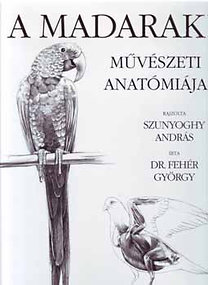 A MADARAK
MŰVÉSZETI
ANATÓMIÁJA
RAJZOLTA
SZUNYOGHY
ANDRÁS
ÍRTA
DR. FEHÉR
GYÖRGY